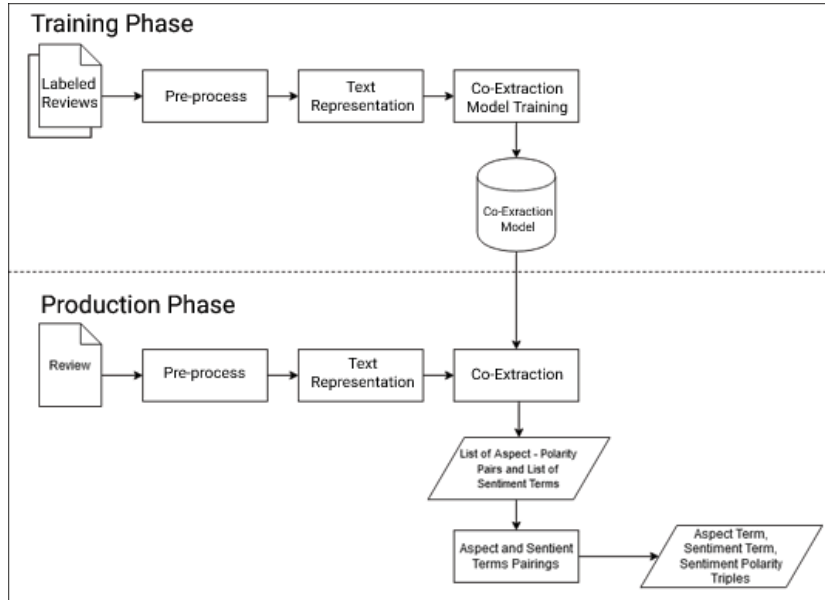 Training Phase
Labeled
Reviews
Pre-process
Text
Representation
Co-Extraction
Model Training
Co-Exraction
Model
Production Phase
Review
Pre-process
Text
Representation
Co-Extraction
List of Aspect - Polarity
Pairs and List of
Sentiment Terms
Aspect and Sentient
Terms Pairings
Aspect Term,
Sentiment Term,
Sentiment Polarity
Triples